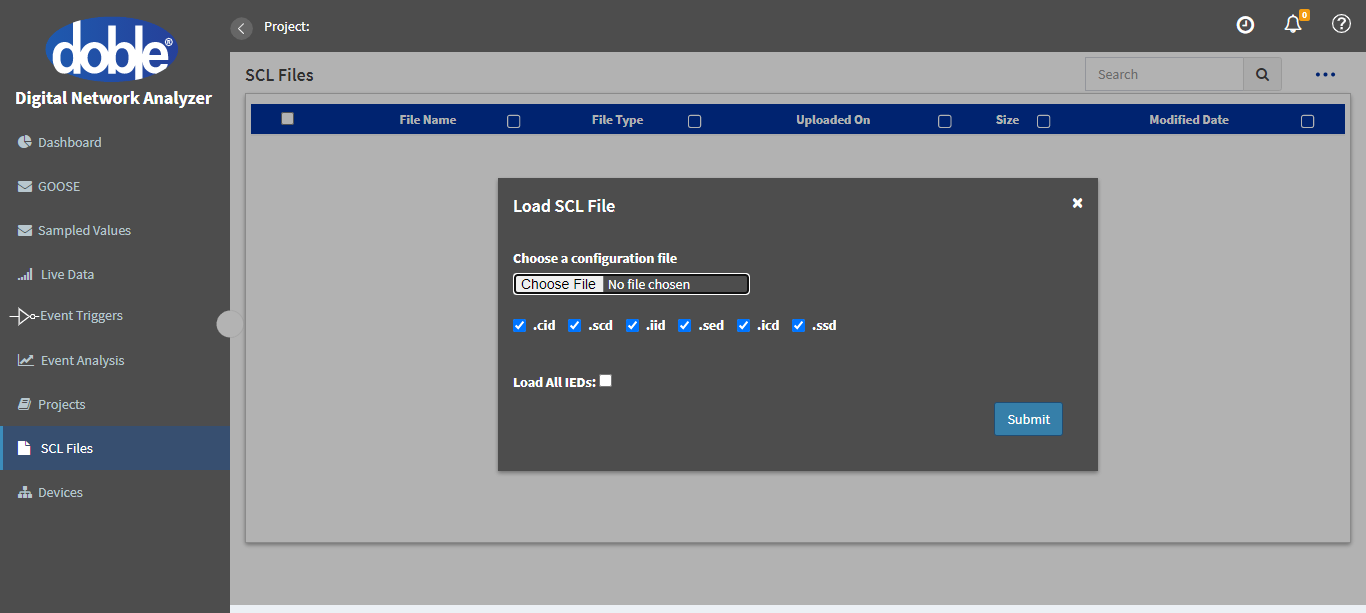 doble®
Digital Network Analyzer
Dashboard
GOOSE
Sampled Values
Live Data
Event Triggers
Event Analysis
Projects
SCL Files
Devices
Project:
0
SCL Files
Search
File Name File Type Uploaded On Size Modified Date
Load SCL File
Choose a configuration file
Choose File No file chosen
.cid .scd .iid .sed .icd .ssd
Load All IEDs:
Submit